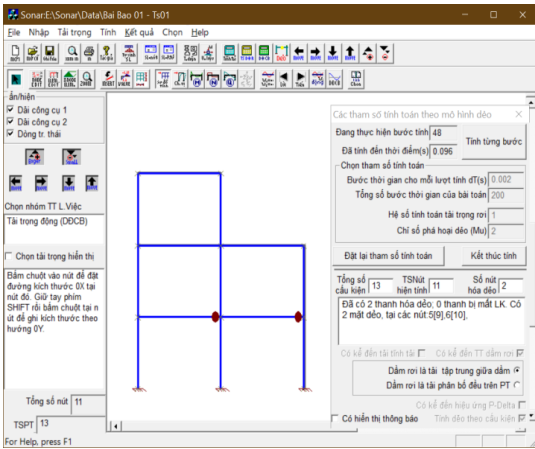 Sonar:E:\Sonar\Data\Bai Bao 01 - Ts01
File Nhập Tải trọng Tính Kết quả Chọn Help
ẩn/hiện
Dải công cụ 1
Dải công cụ 2
Dòng tr. thái
Chọn nhóm TT L.Việc
Tải trọng động (DĐCB)
Chọn tải trọng hiển thị
Bấm chuột vào nút để đặt
đường kích thước 0X tại
nút đó. Giữ tay phím
SHIFT rồi bấm chuột tại n
út để ghi kích thước theo
hướng 0Y.
Tổng số nút 11
TSPT 13
For Help, press F1
Các tham số tính toán theo mô hình dẻo
Đang thực hiện bước tính 48
Đã tính đến thời điểm(s) 0.096
Tính từng bước
Chọn tham số tính toán
Bước thời gian cho mỗi lượt tính dT(s) 0.002
Tổng số bước thời gian của bài toán 200
Hệ số tính toán tải trọng rơi 1
Chỉ số phá hoại dẻo (Mu) 2
Đặt lại tham số tính toán
Kết thúc tính
Tổng số cấu kiện 13 TSNút hiện tính 11 Số nút hóa dẻo 2
Đã có 2 thanh hóa dẻo; 0 thanh bị mất LK. Có
2 mặt dẻo, tại các nút:5[9],6[10],
Có kể đến tải tĩnh tải Có kể đến TT dầm rơi
Dầm rơi là tải tập trung giữa dầm
Dầm rơi là tải phân bố đều trên PT
Có kể đến hiệu ứng P-Delta
Có hiển thị thông báo Tính dẻo theo cấu kiện